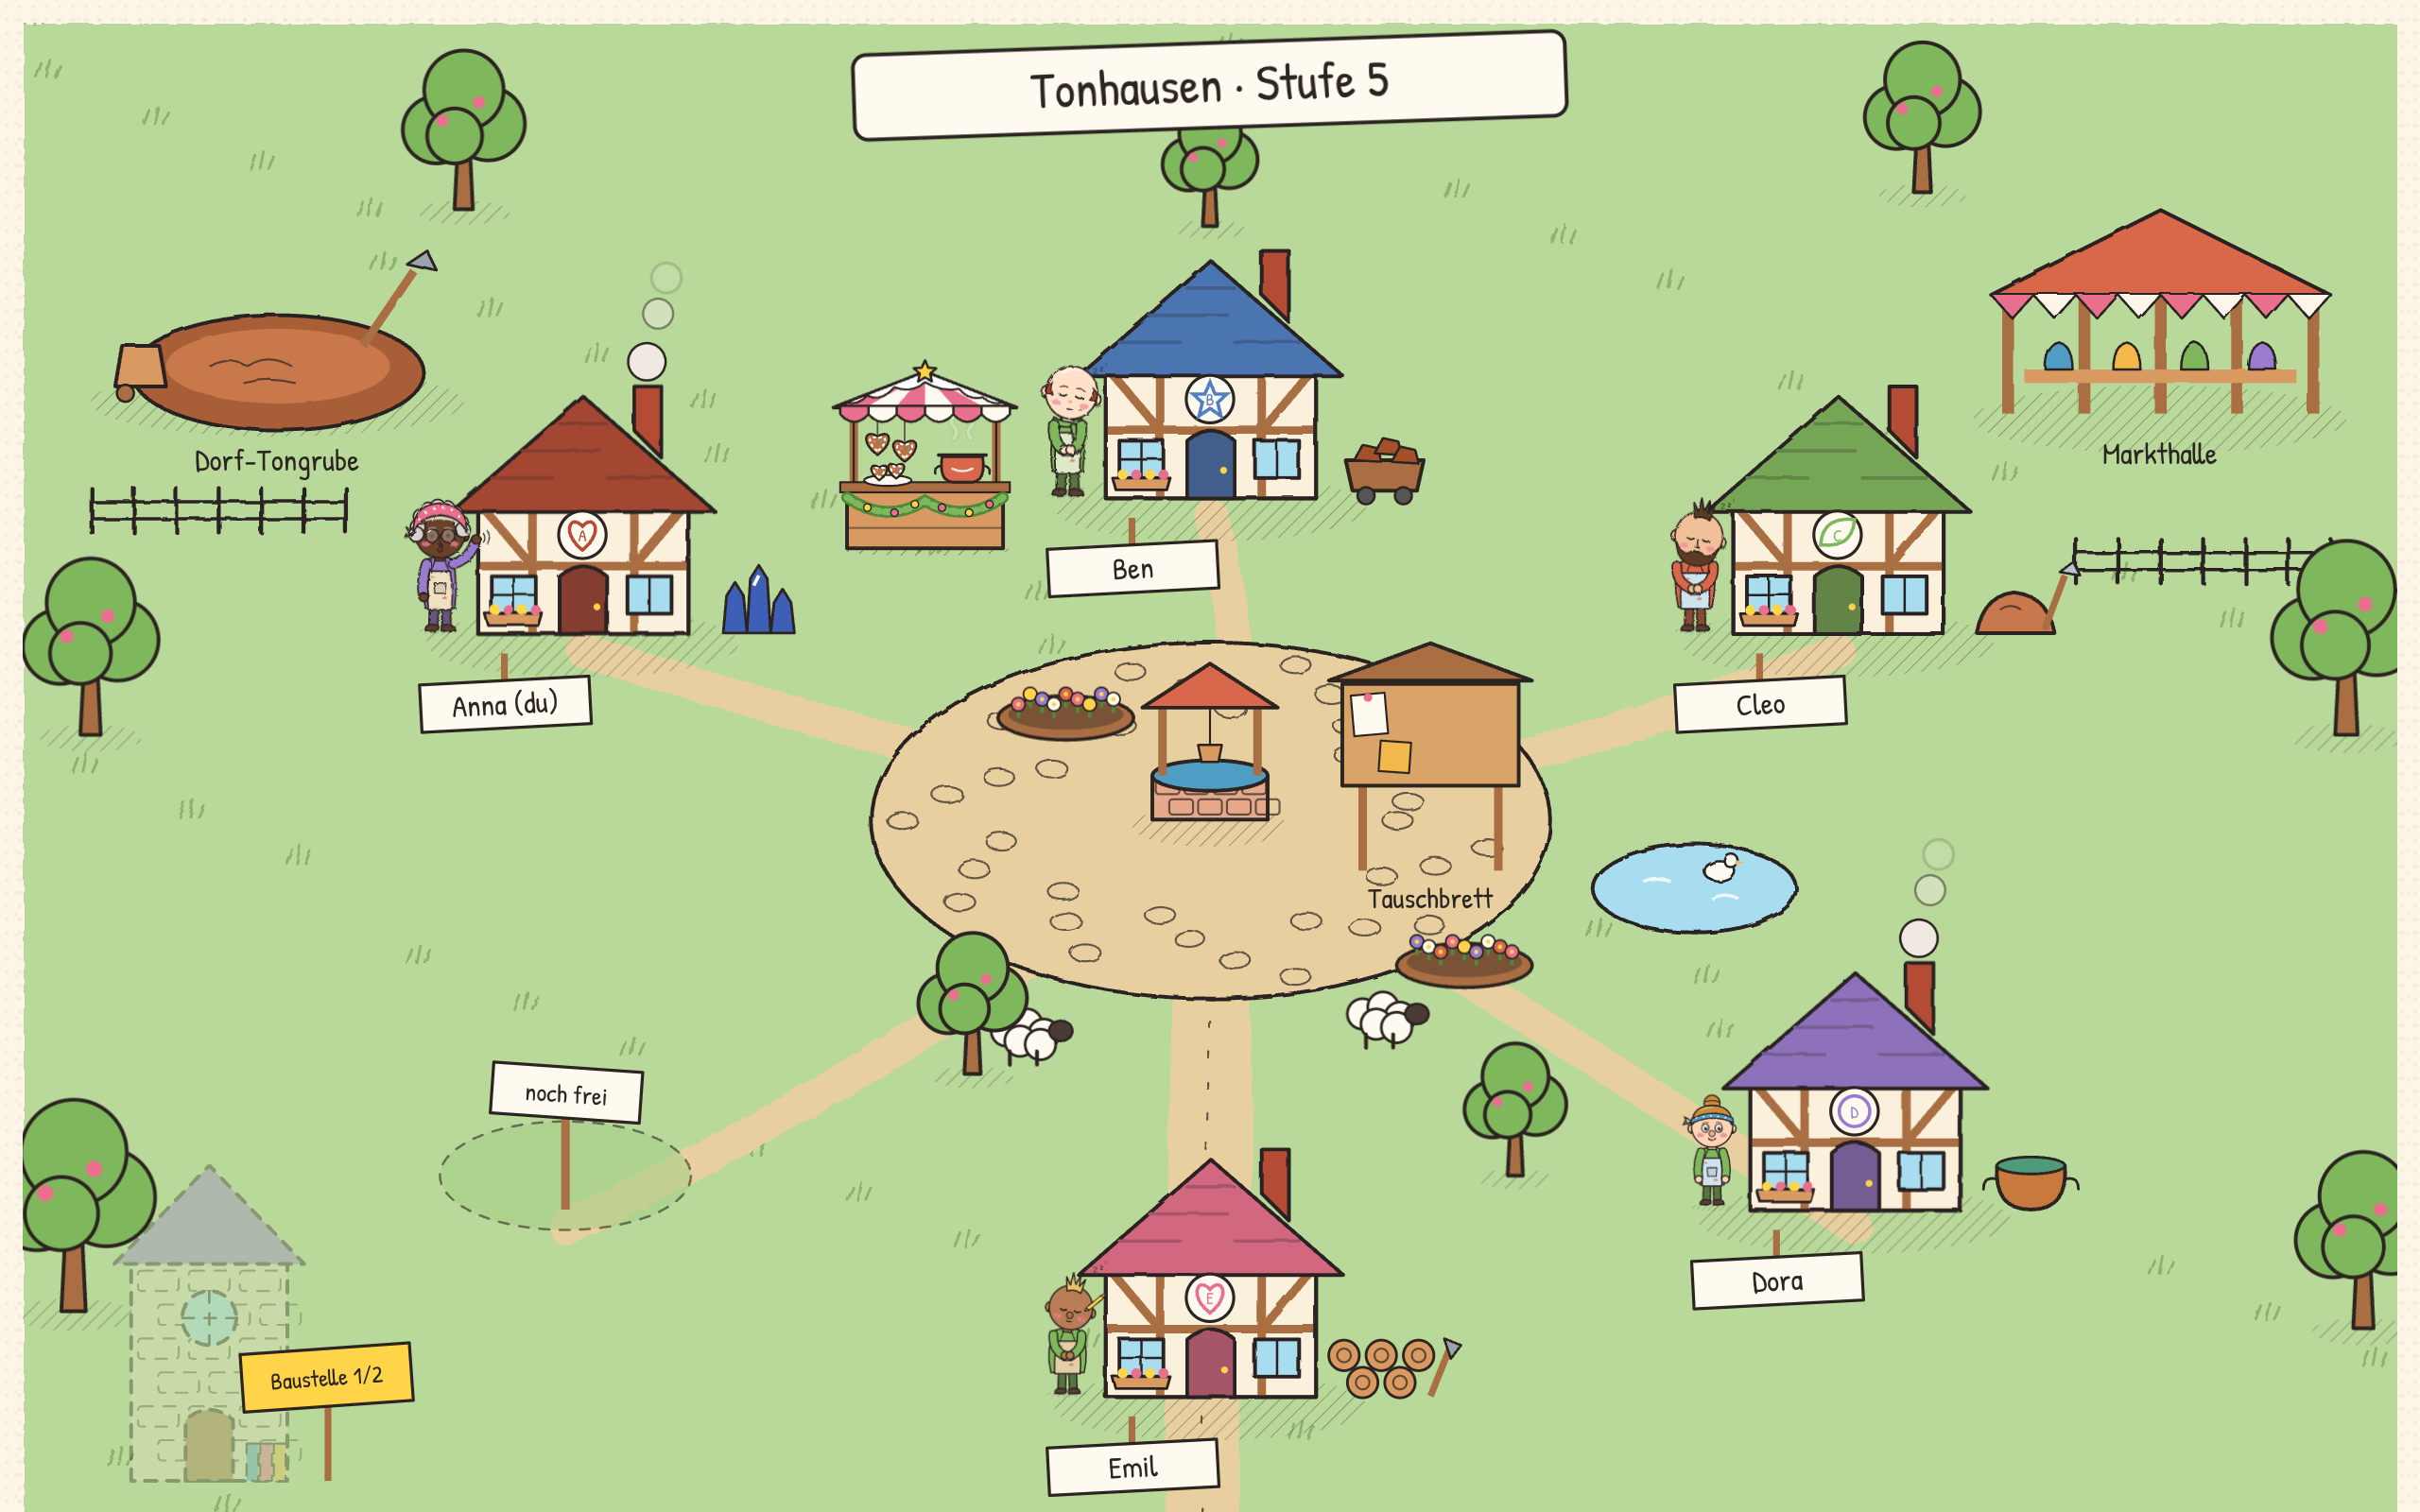 Tonhausen · Stufe 5
Dorf-Tongrube
Markthalle
A
B
C
Ben
Anna (du)
Cleo
Tauschbrett
noch frei
D
Dora
E
Baustelle 1/2
Emil